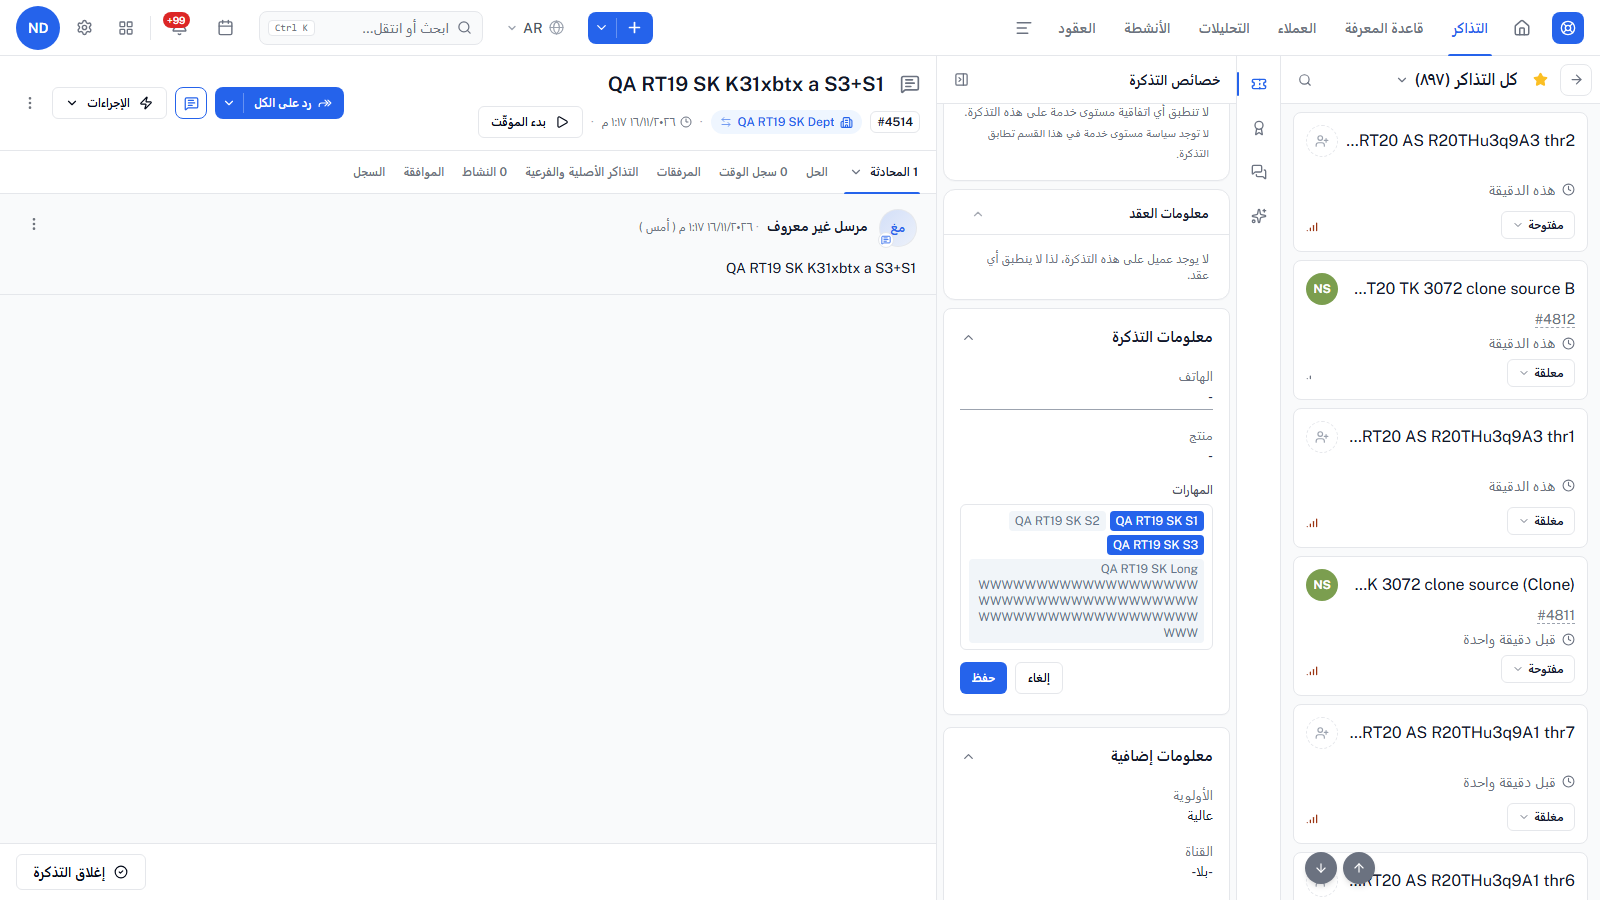 التذاكر
قاعدة المعرفة
العملاء
التحليلات
الأنشطة
العقود
AR
ابحث أو انتقل...
Ctrl K
+99
ND
كل التذاكر (٨٩٧)
...RT20 AS R20THu3q9A3 thr2
هذه الدقيقة
مفتوحة
...T20 TK 3072 clone source B
NS
#4812
هذه الدقيقة
معلقة
...RT20 AS R20THu3q9A3 thr1
هذه الدقيقة
مغلقة
...K 3072 clone source (Clone)
NS
#4811
قبل دقيقة واحدة
مفتوحة
...RT20 AS R20THu3q9A1 thr7
قبل دقيقة واحدة
مغلقة
...RT20 AS R20THu3q9A1 thr6
خصائص التذكرة
لا تنطبق أي اتفاقية مستوى خدمة على هذه التذكرة.
لا توجد سياسة مستوى خدمة في هذا القسم تطابق
التذكرة.
معلومات العقد
لا يوجد عميل على هذه التذكرة، لذا لا ينطبق أي
عقد.
معلومات التذكرة
الهاتف
-
منتج
-
المهارات
QA RT19 SK S1
QA RT19 SK S2
QA RT19 SK S3
QA RT19 SK Long
WWWWWWWWWWWWWWWWWWW
WWWWWWWWWWWWWWWWWWW
WWWWWWWWWWWWWWWWWWW
WWW
إلغاء
حفظ
معلومات إضافية
الأولوية
عالية
القناة
-بلا-
QA RT19 SK K31xbtx a S3+S1
#4514
QA RT19 SK Dept
· ١٦/١١/٢٠٢٦ ١:١٧ م ·
بدء المؤقّت
رد على الكل
الإجراءات
1 المحادثة
الحل
0 سجل الوقت
المرفقات
التذاكر الأصلية والفرعية
0 النشاط
الموافقة
السجل
مغ
مرسل غير معروف · ١٦/١١/٢٠٢٦ ١:١٧ م ( أمس )
QA RT19 SK K31xbtx a S3+S1
إغلاق التذكرة